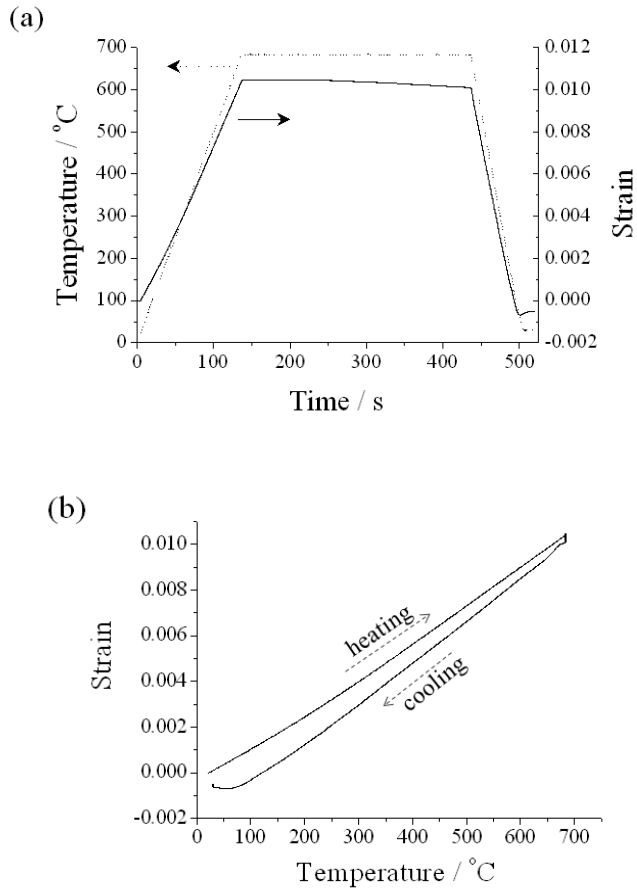 (a)
700
600
500
400
300
200
100
0
Temperature / °C
0.012
0.010
0.008
0.006
0.004
0.002
0.000
-0.002
Strain
0 100 200 300 400 500
Time / s
(b)
0.010
0.008
0.006
0.004
0.002
0.000
-0.002
Strain
heating
cooling
0 100 200 300 400 500 600 700
Temperature / °C